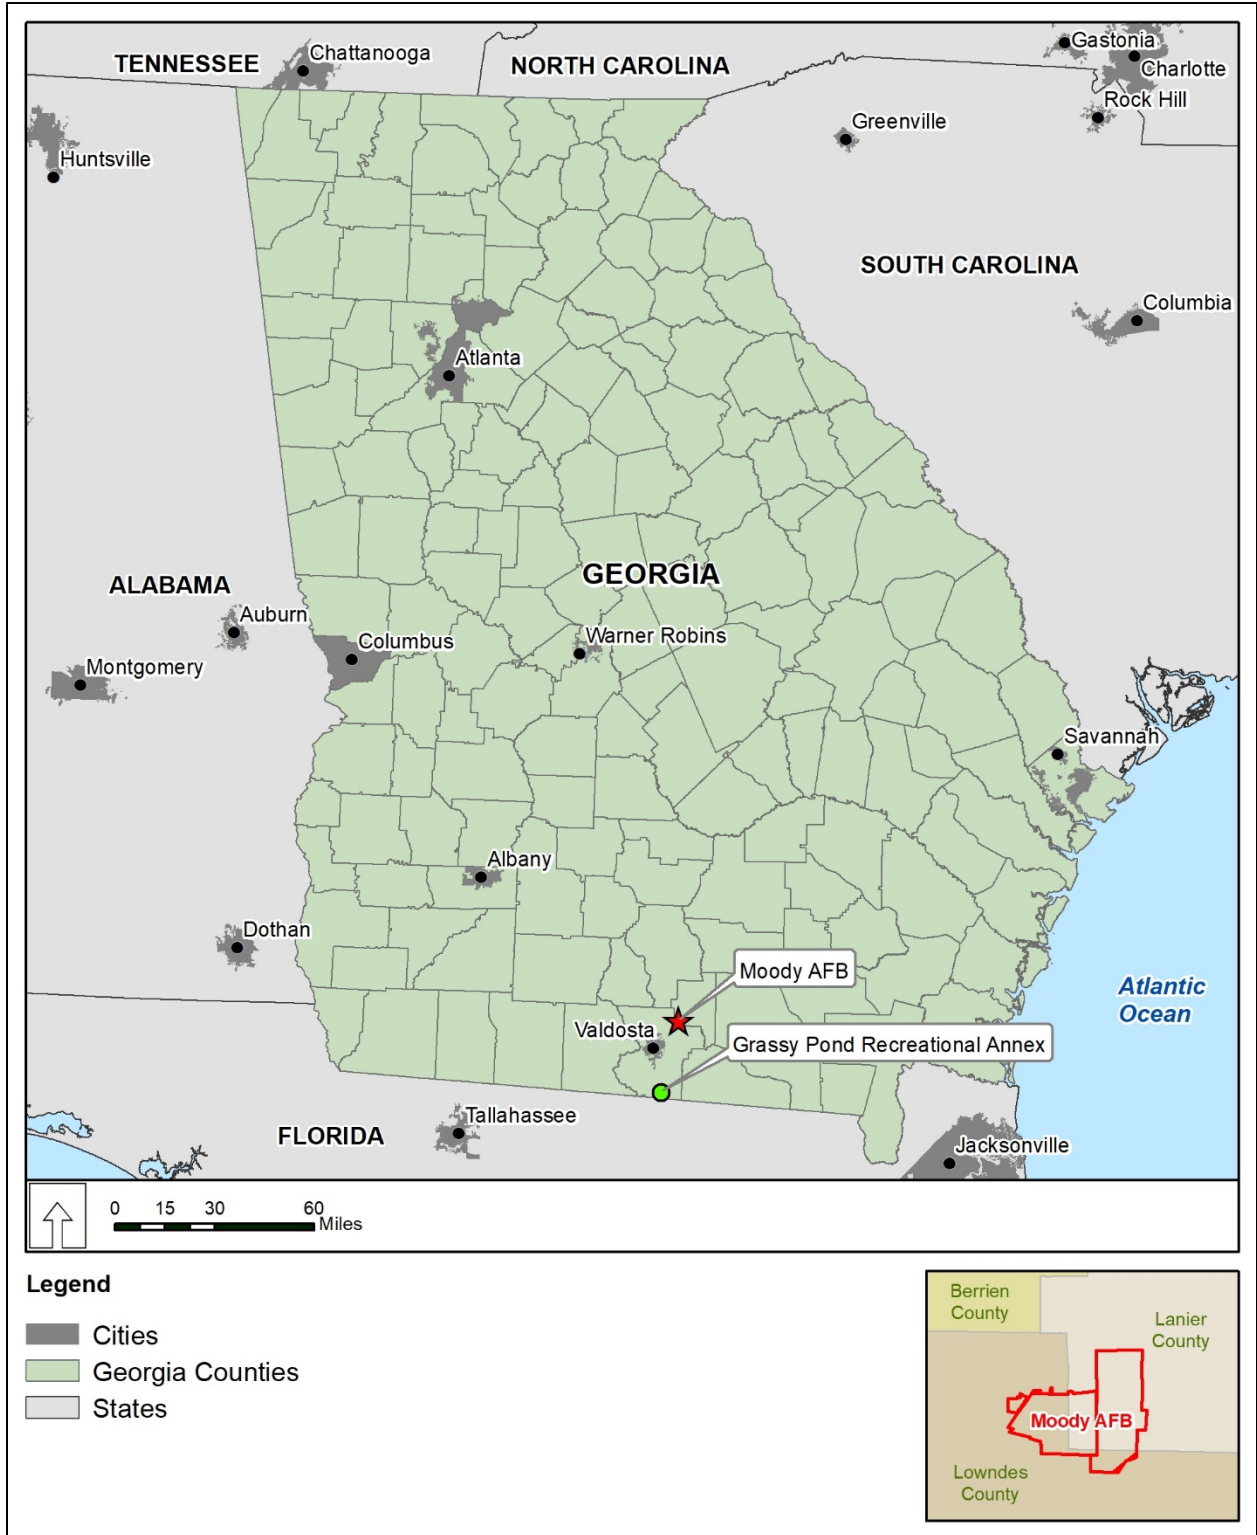 TENNESSEE
Chattanooga
NORTH CAROLINA
Gastonia
Charlotte
Rock Hill
Greenville
Huntsville
SOUTH CAROLINA
Columbia
Atlanta
GEORGIA
ALABAMA
Auburn
Columbus
Warner Robins
Montgomery
Savannah
Albany
Dothan
Moody AFB
Atlantic
Ocean
Valdosta
Grassy Pond Recreational Annex
Tallahassee
FLORIDA
Jacksonville
0 15 30 60
Miles
Legend
Cities
Georgia Counties
States
Berrien
County
Lanier
County
Moody AFB
Lowndes
County